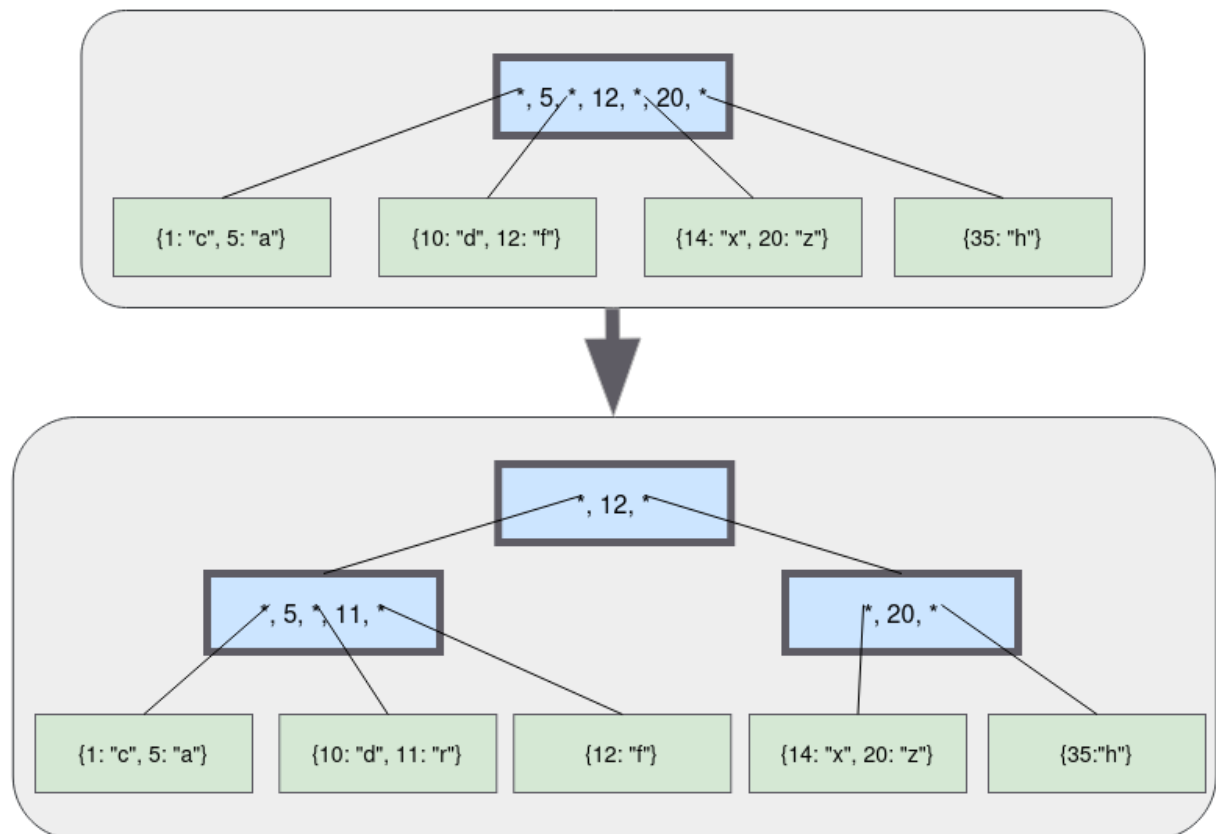 *, 5, *, 12, *, 20, *
{1: "c", 5: "a"}
{10: "d", 12: "f"}
{14: "x", 20: "z"}
{35: "h"}
*, 12, *
*, 5, *, 11, *
*, 20, *
{1: "c", 5: "a"}
{10: "d", 11: "r"}
{12: "f"}
{14: "x", 20: "z"}
{35:"h"}